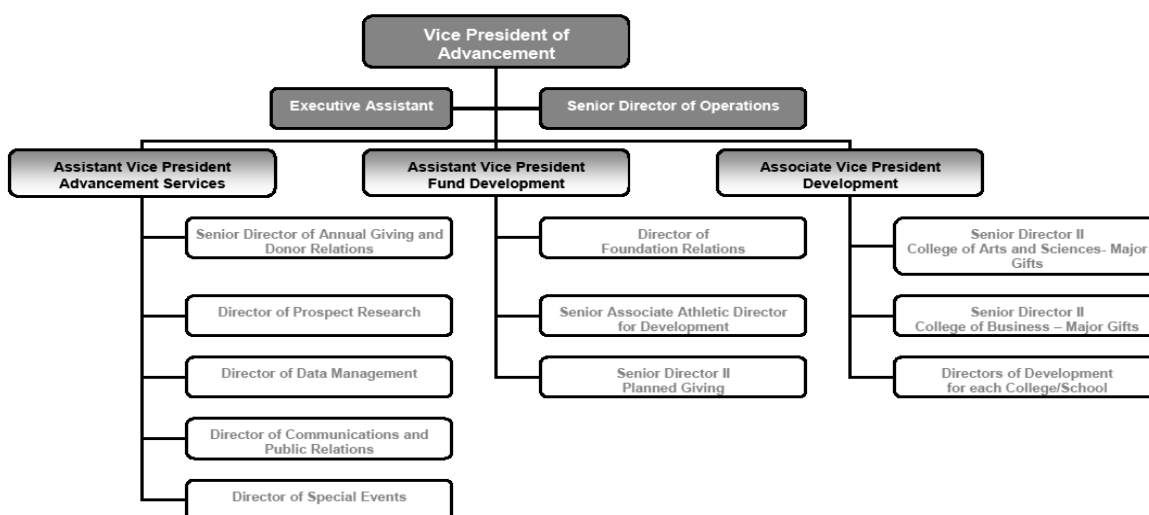 Vice President of
Advancement
Executive Assistant
Senior Director of Operations
Assistant Vice President
Advancement Services
Assistant Vice President
Fund Development
Associate Vice President
Development
Senior Director of Annual Giving and
Donor Relations
Director of Prospect Research
Director of Data Management
Director of Communications and
Public Relations
Director of Special Events
Director of
Foundation Relations
Senior Associate Athletic Director
for Development
Senior Director II
Planned Giving
Senior Director II
College of Arts and Sciences- Major
Gifts
Senior Director II
College of Business – Major Gifts
Directors of Development
for each College/School